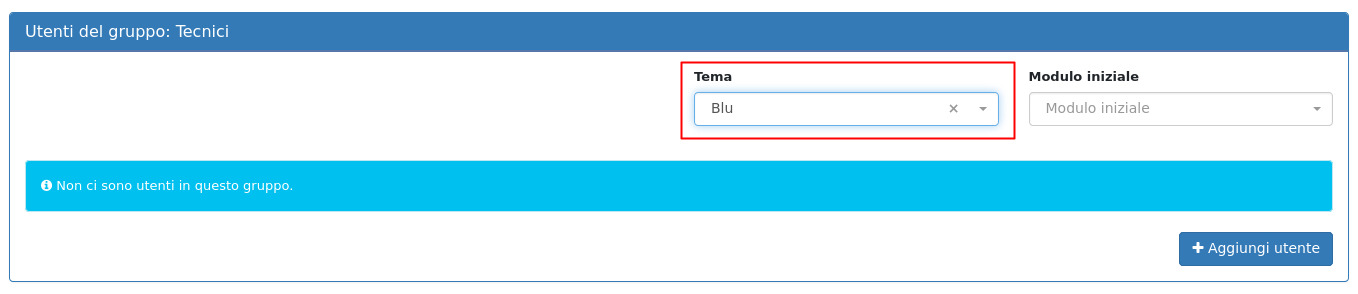 Utenti del gruppo: Tecnici
Tema
Modulo iniziale
Blu
Modulo iniziale
Non ci sono utenti in questo gruppo.
Aggiungi utente